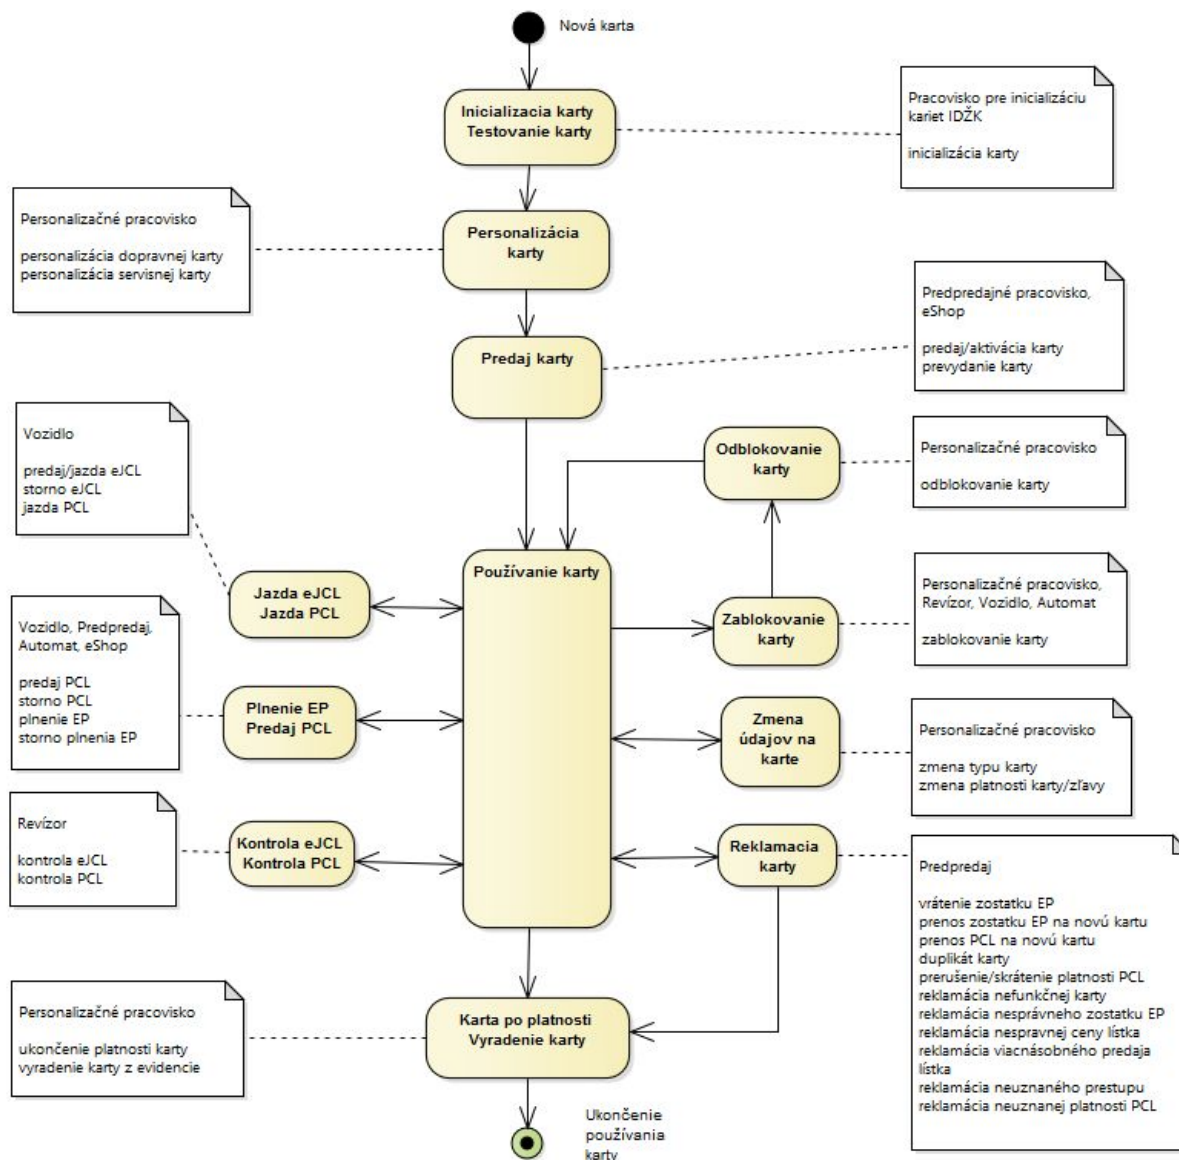 Nová karta
Inicializacia karty
Testovanie karty
Pracovisko pre inicializáciu
kariet IDŽK
inicializácia karty
Personalizačné pracovisko
personalizácia dopravnej karty
personalizácia servisnej karty
Personalizácia
karty
Predpredajné pracovisko,
eShop
predaj/aktivácia karty
prevydanie karty
Predaj karty
Vozidlo
predaj/jazda eJCL
storno eJCL
jazda PCL
Odblokovanie
karty
Personalizačné pracovisko
odblokovanie karty
Používanie karty
Jazda eJCL
Jazda PCL
Zablokovanie
karty
Personalizačné pracovisko,
Revízor, Vozidlo, Automat
zablokovanie karty
Vozidlo, Predpredaj,
Automat, eShop
predaj PCL
storno PCL
plnenie EP
storno plnenia EP
Plnenie EP
Predaj PCL
Zmena
údajov na
karte
Personalizačné pracovisko
zmena typu karty
zmena platnosti karty/zľavy
Revízor
kontrola eJCL
kontrola PCL
Kontrola eJCL
Kontrola PCL
Reklamacia
karty
Predpredaj
vrátenie zostatku EP
prenos zostatku EP na novú kartu
prenos PCL na novú kartu
duplikát karty
prerušenie/skrátenie platnosti PCL
reklamácia nefunkčnej karty
reklamácia nesprávneho zostatku EP
reklamácia nespravnej ceny lístka
reklamácia viacnásobného predaja
lístka
reklamácia neuznaného prestupu
reklamácia neuznanej platnosti PCL
Personalizačné pracovisko
ukončenie platnosti karty
vyradenie karty z evidencie
Karta po platnosti
Vyradenie karty
Ukončenie
používania
karty